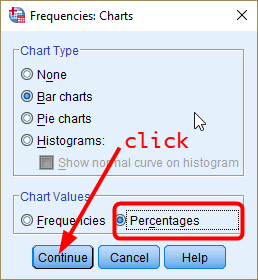 Frequencies: Charts
Chart Type
None
Bar charts
Pie charts
Histograms:
click
Show normal curve on histogram
Chart Values
Frequencies Percentages
Continue Cancel Help